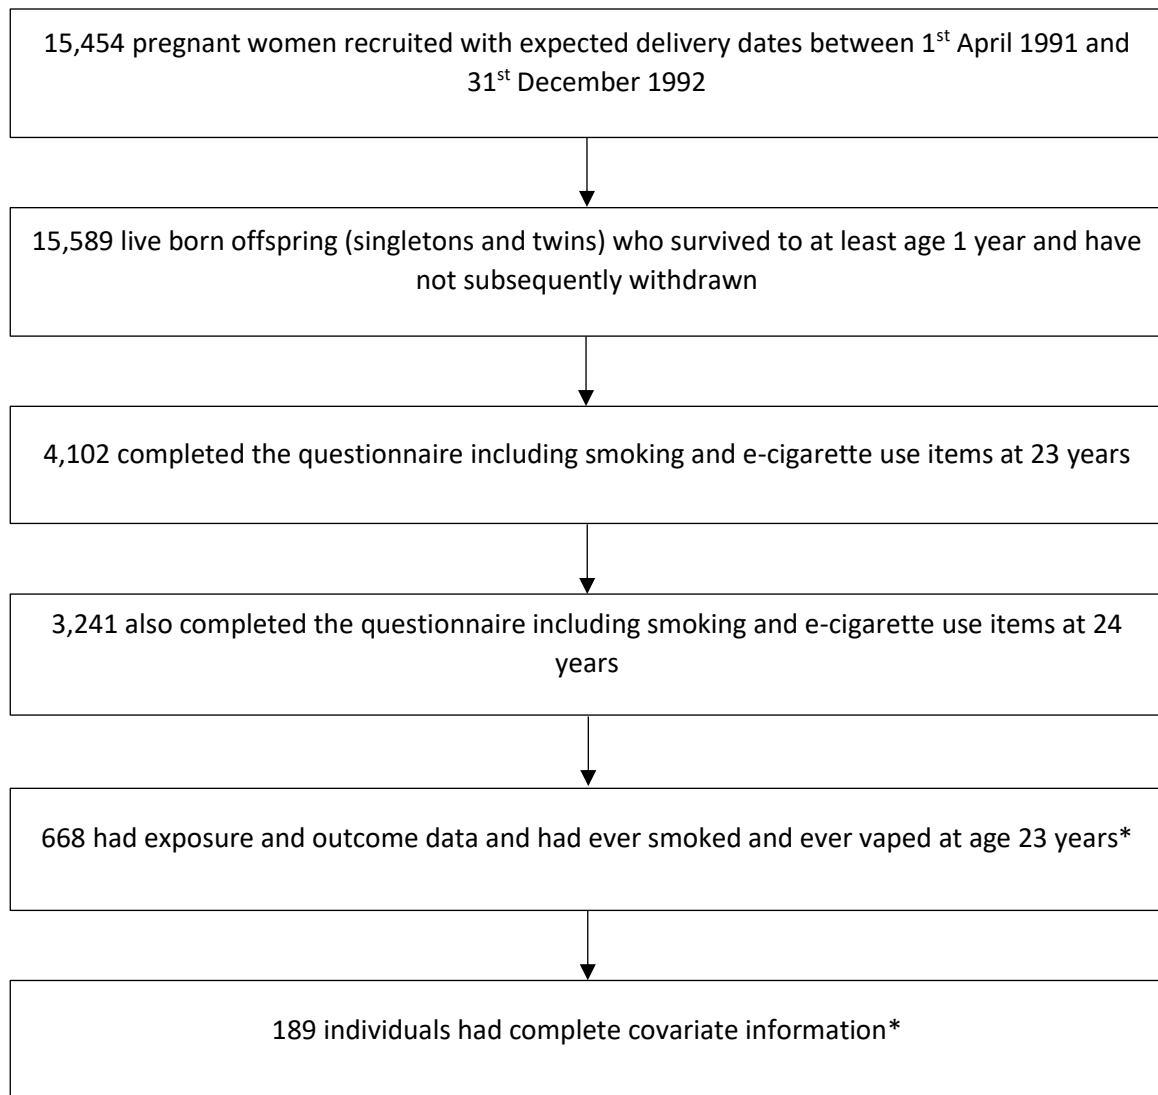 15,454 pregnant women recruited with expected delivery dates between 1st April 1991 and
31st December 1992
15,589 live born offspring (singletons and twins) who survived to at least age 1 year and have
not subsequently withdrawn
4,102 completed the questionnaire including smoking and e-cigarette use items at 23 years
3,241 also completed the questionnaire including smoking and e-cigarette use items at 24
years
668 had exposure and outcome data and had ever smoked and ever vaped at age 23 years*
189 individuals had complete covariate information*